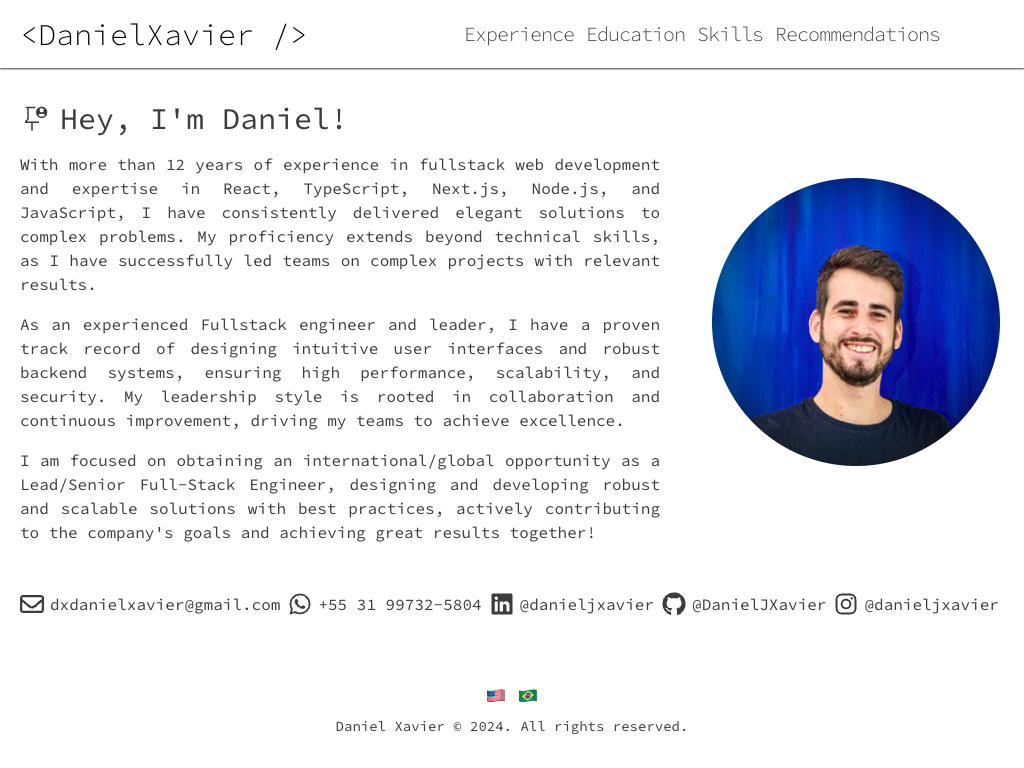 <DanielXavier />
Experience Education Skills Recommendations
Hey, I'm Daniel!
With more than 12 years of experience in fullstack web development
and expertise in React, TypeScript, Next.js, Node.js, and
JavaScript, I have consistently delivered elegant solutions to
complex problems. My proficiency extends beyond technical skills,
as I have successfully led teams on complex projects with relevant
results.
As an experienced Fullstack engineer and leader, I have a proven
track record of designing intuitive user interfaces and robust
backend systems, ensuring high performance, scalability, and
security. My leadership style is rooted in collaboration and
continuous improvement, driving my teams to achieve excellence.
I am focused on obtaining an international/global opportunity as a
Lead/Senior Full-Stack Engineer, designing and developing robust
and scalable solutions with best practices, actively contributing
to the company's goals and achieving great results together!
dxdanielxavier@gmail.com +55 31 99732-5804 @danieljxavier @DanielJXavier @danieljxavier
Daniel Xavier © 2024. All rights reserved.